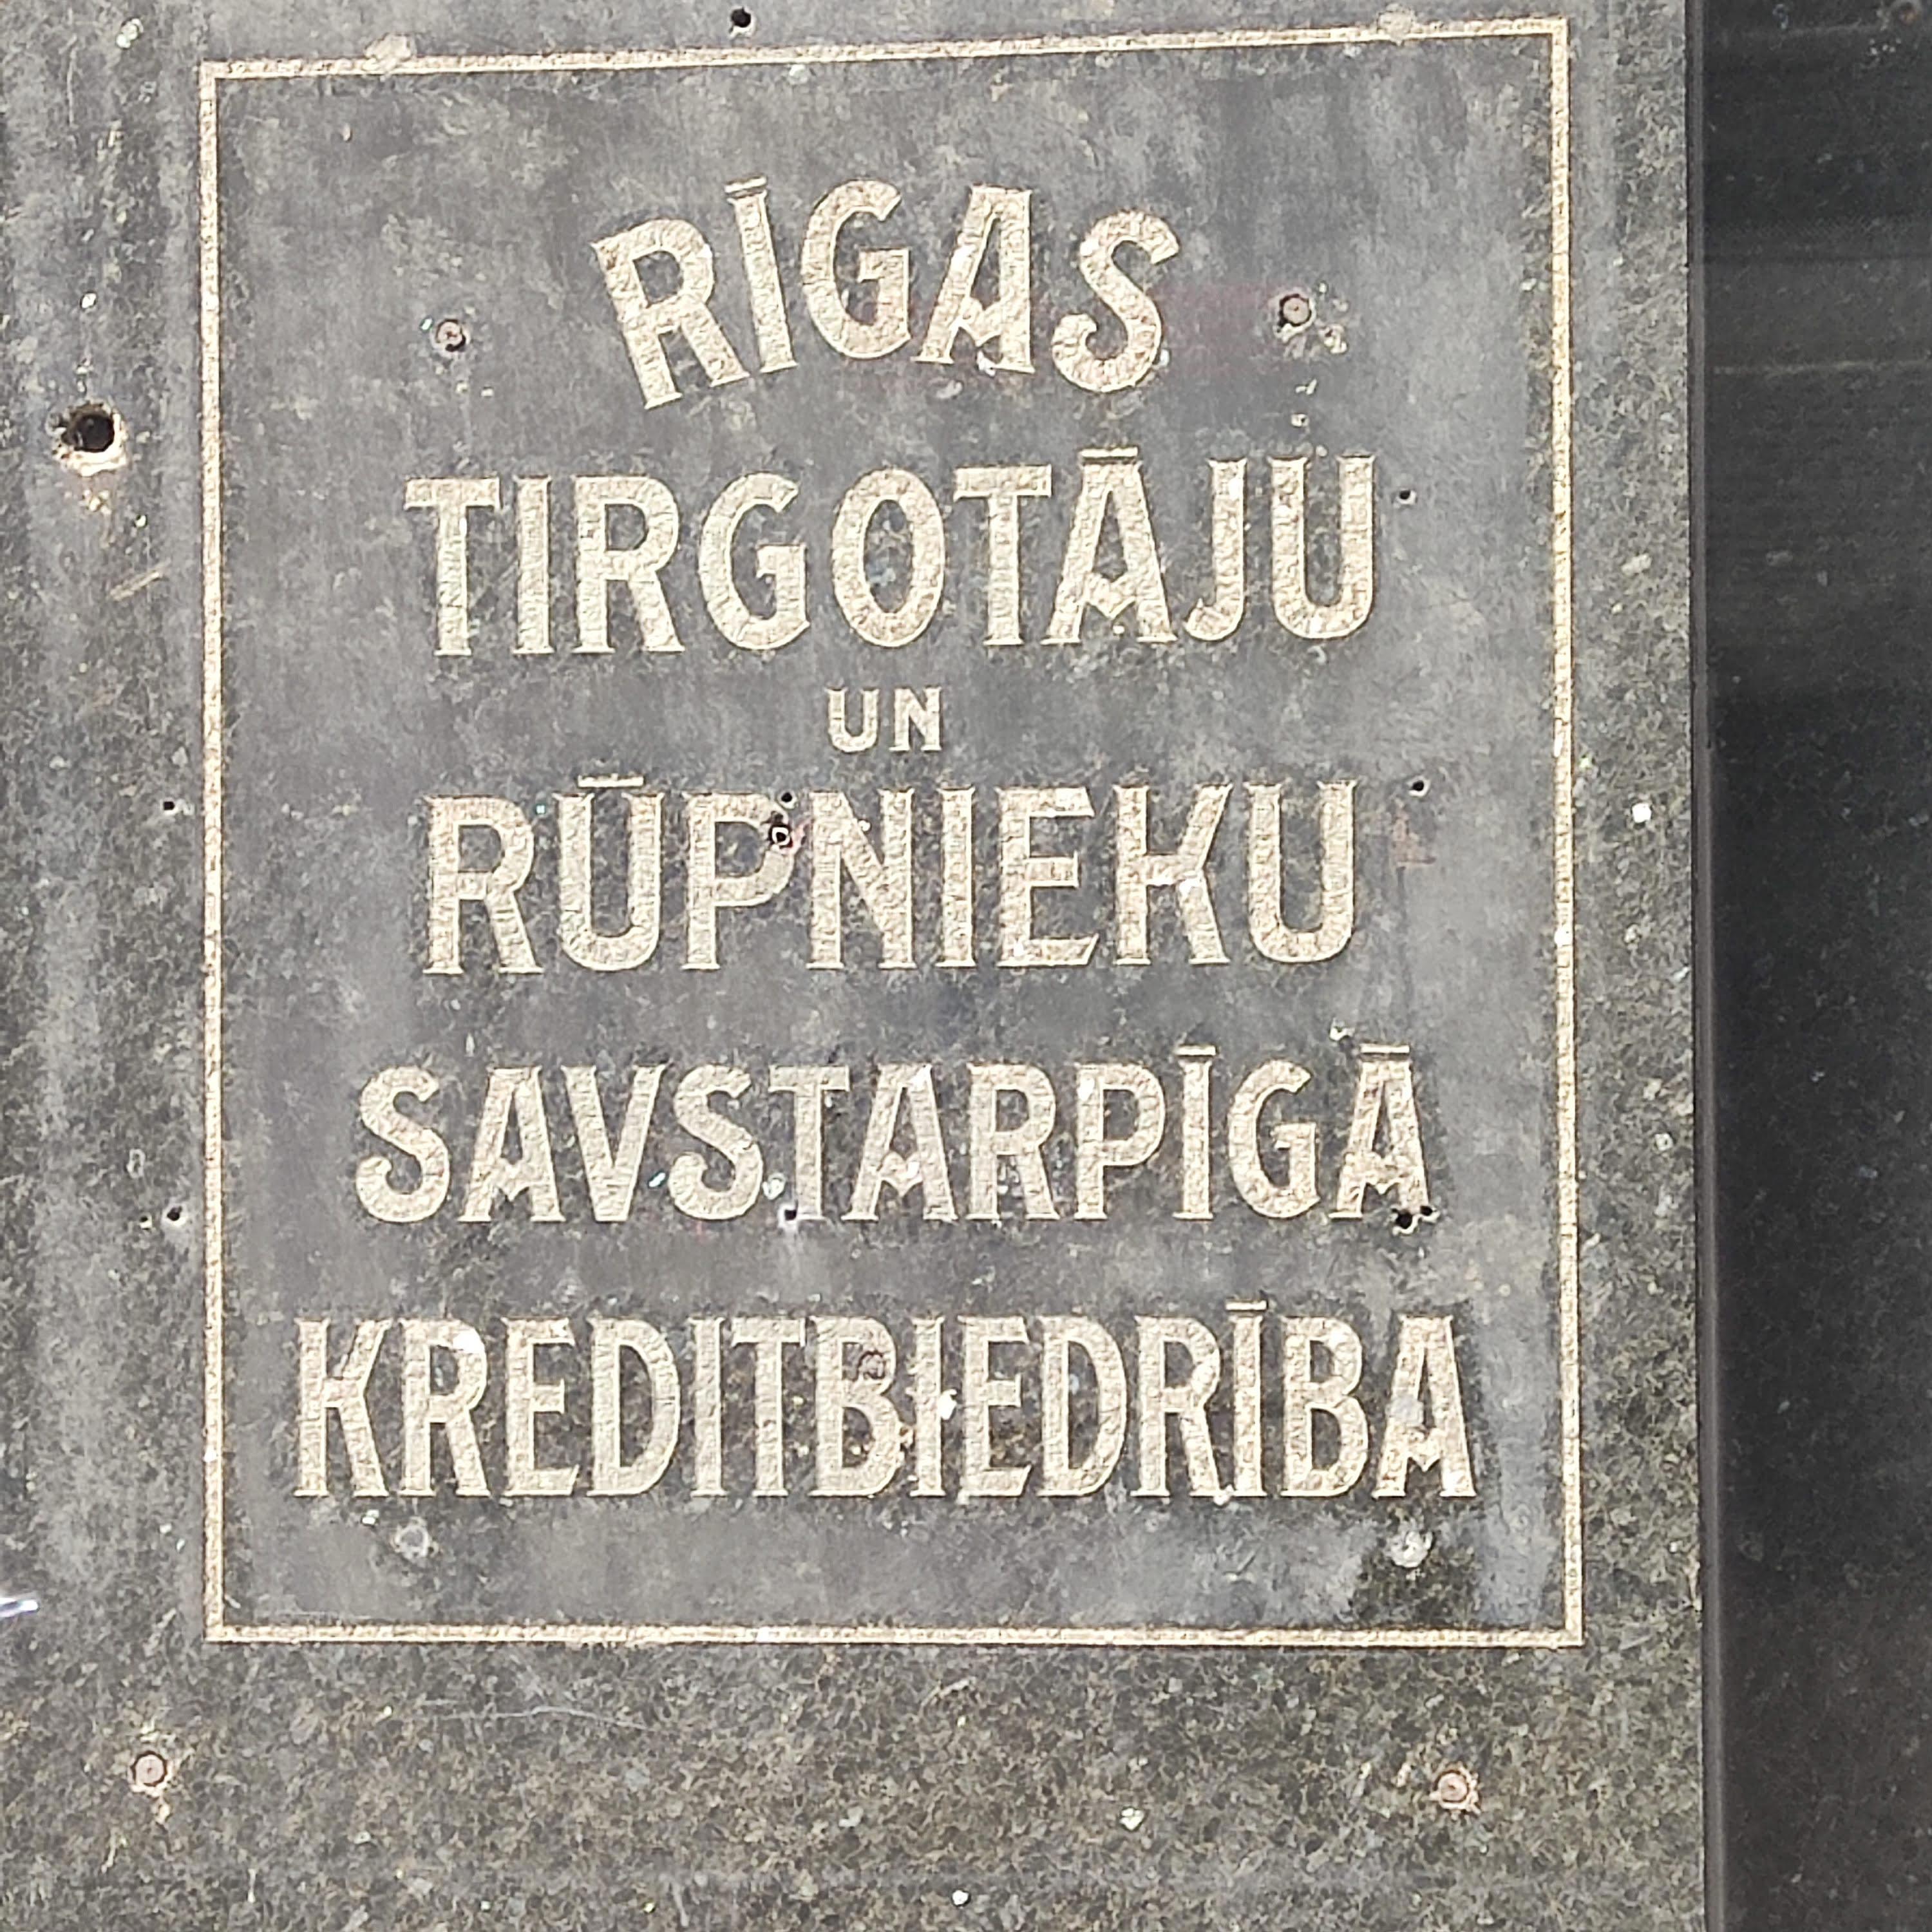 RĪGAS
TIRGOTĀJU
UN
RŪPNIEKU
SAVSTARPĪGĀ
KREDITBIEDRĪBA